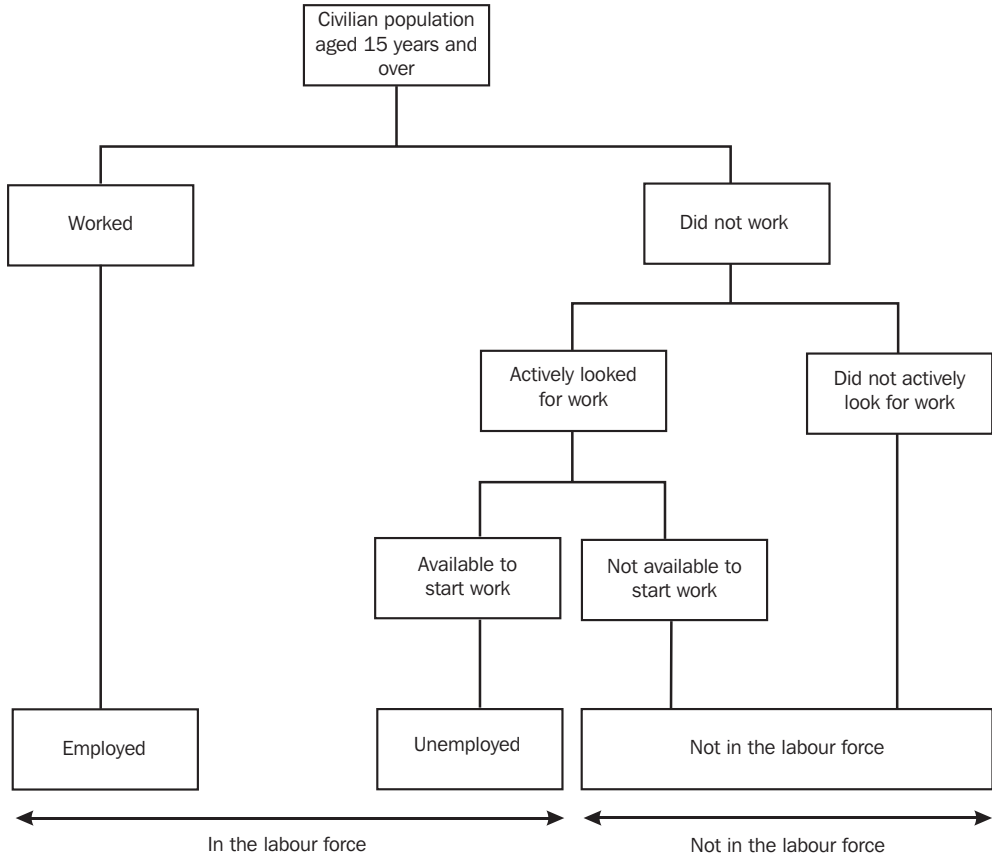 Civilian population
aged 15 years and
over
Worked
Did not work
Actively looked
for work
Did not actively
look for work
Available to
start work
Not available to
start work
Employed
Unemployed
Not in the labour force
In the labour force
Not in the labour force